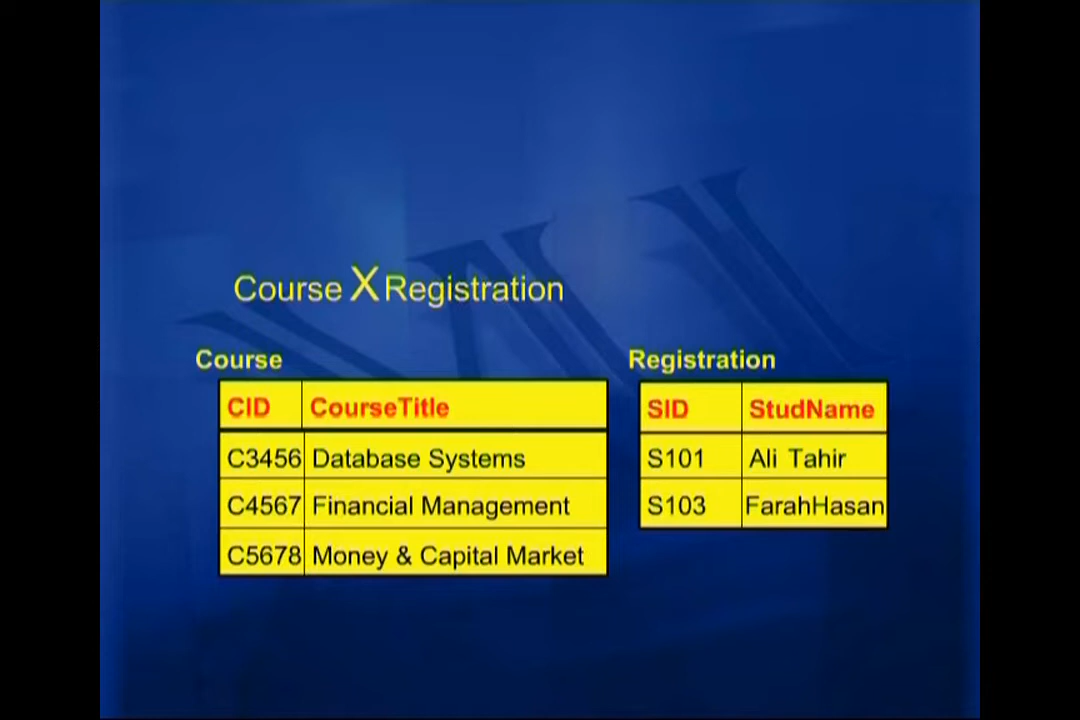 Course X Registration
Course
CID CourseTitle
C3456 Database Systems
C4567 Financial Management
C5678 Money & Capital Market
Registration
SID StudName
S101 Ali Tahir
S103 FarahHasan